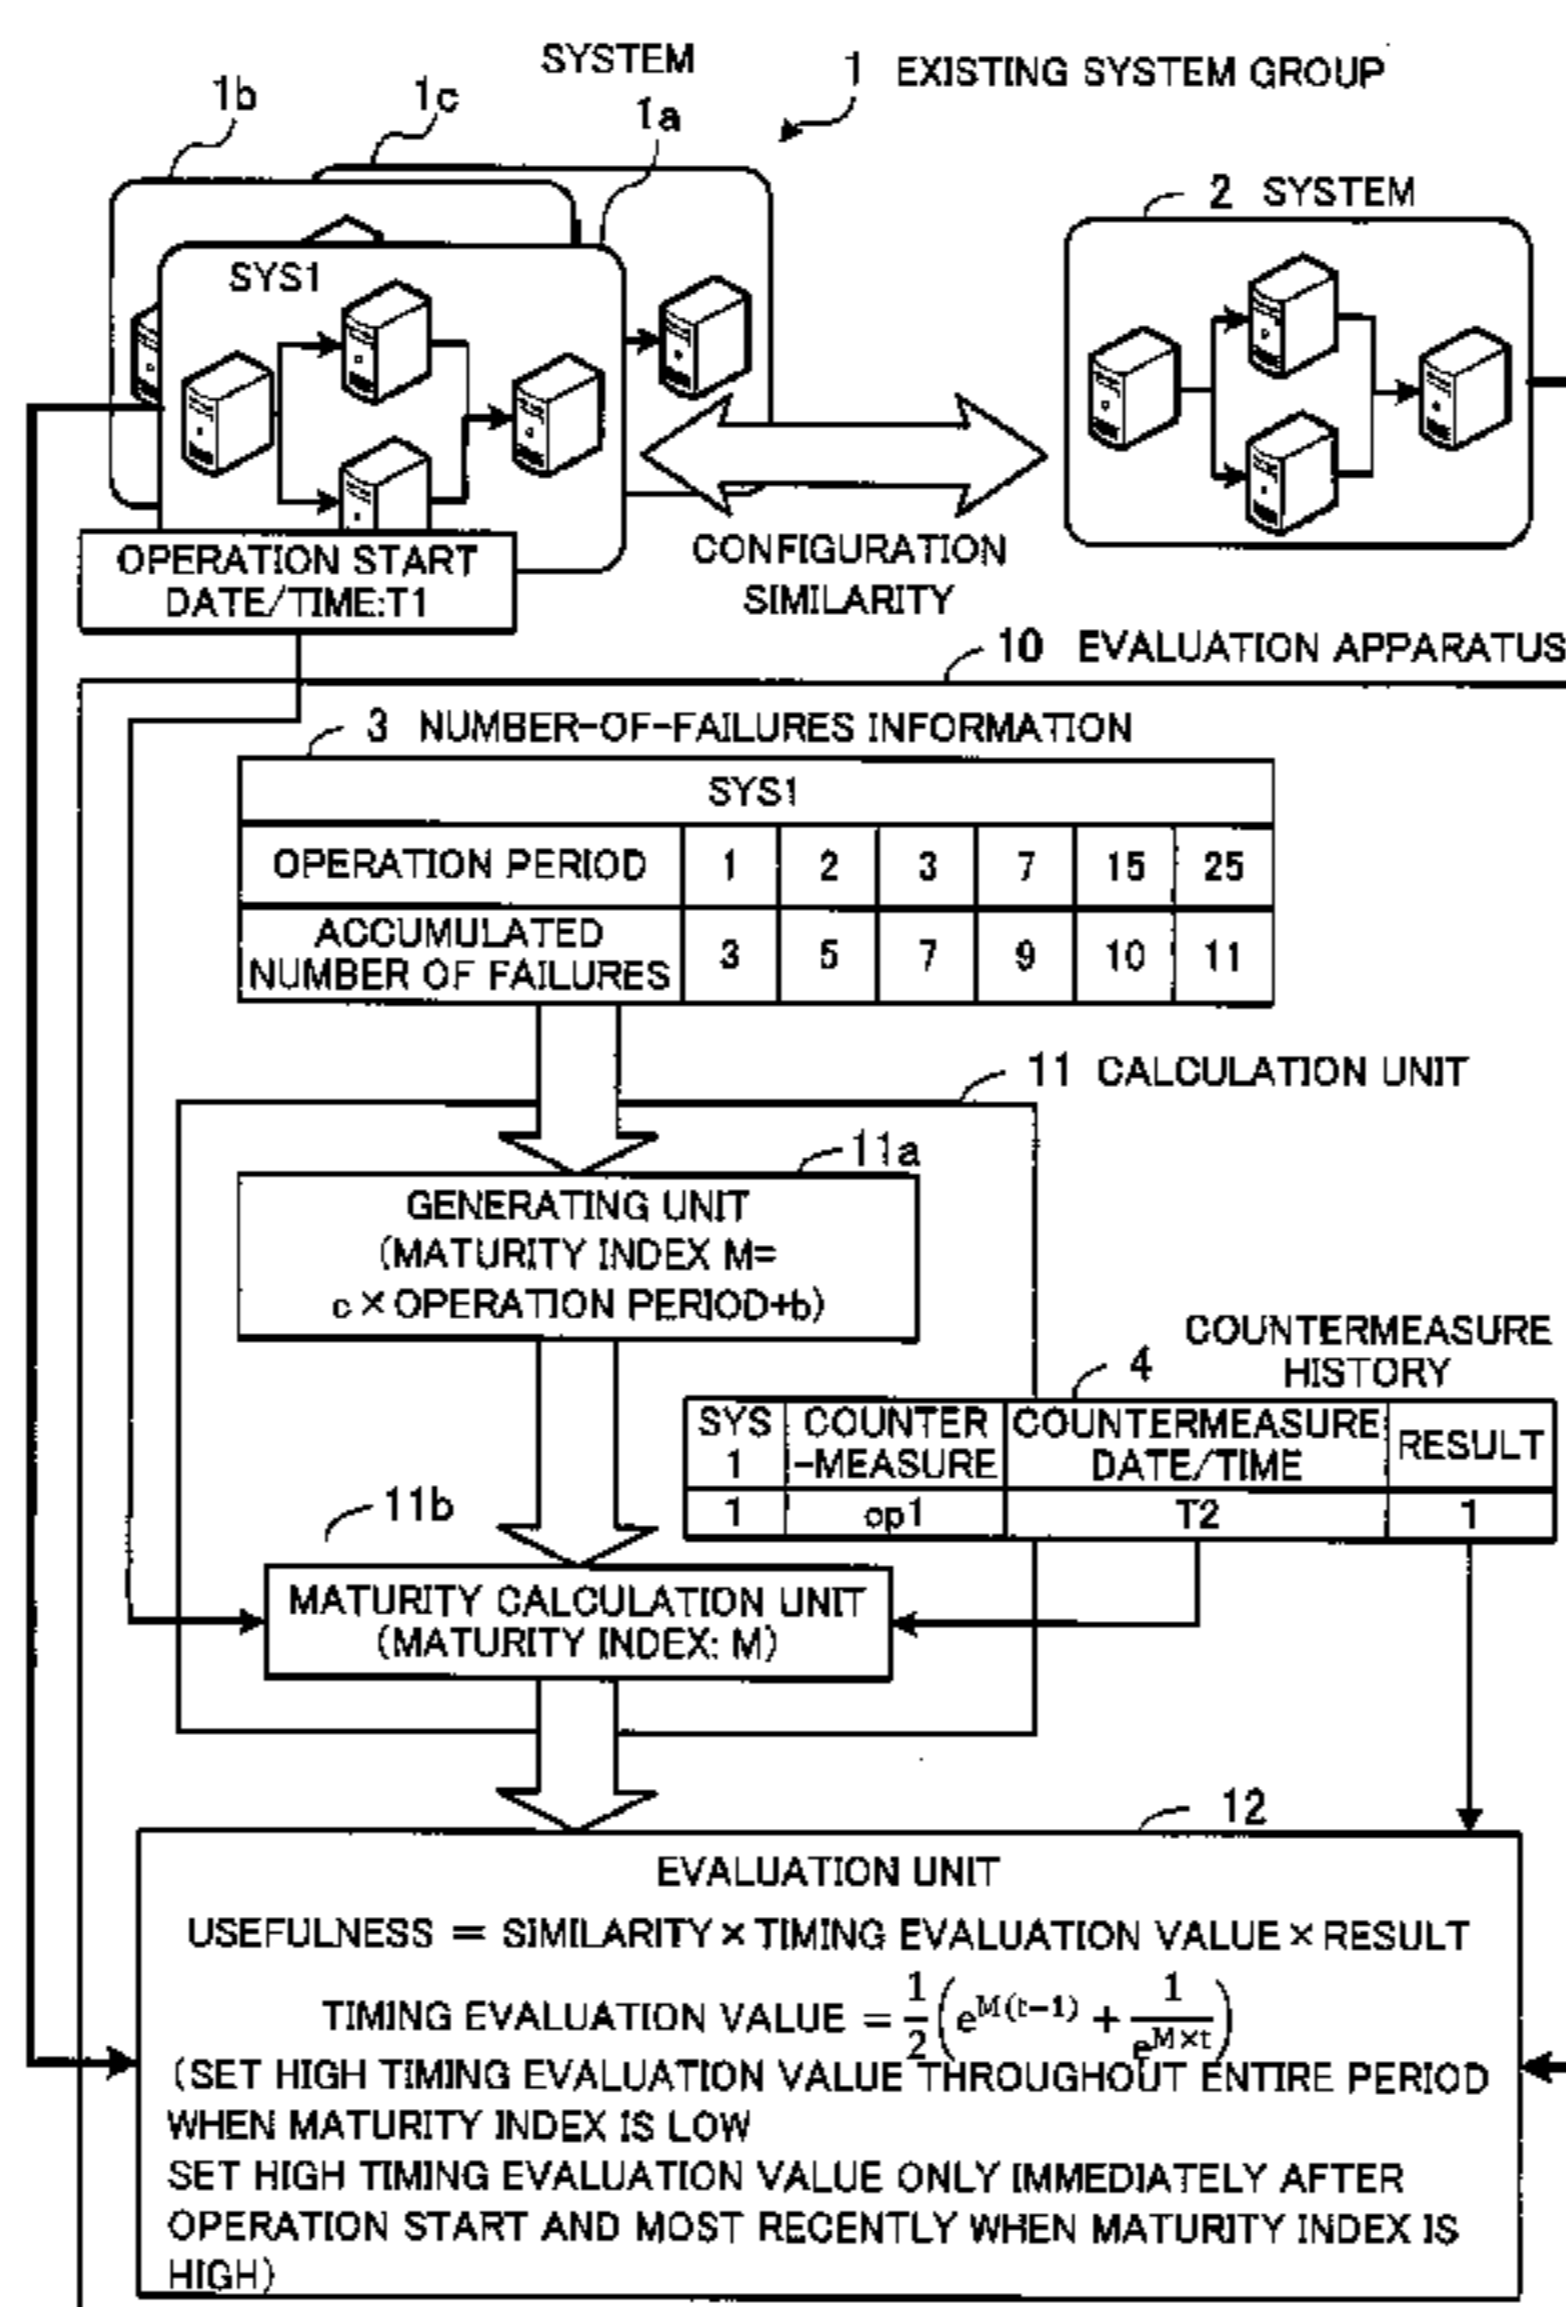 SYSTEM
1 EXISTING SYSTEM GROUP
1b
1c
1a
2 SYSTEM
SYS1
OPERATION START
DATE/TIME:T1
CONFIGURATION
SIMILARITY
10 EVALUATION APPARATUS
3 NUMBER-OF-FAILURES INFORMATION
SYS1
OPERATION PERIOD 1 2 3 7 15 25
ACCUMULATED
NUMBER OF FAILURES 3 5 7 9 10 11
11 CALCULATION UNIT
11a
GENERATING UNIT
(MATURITY INDEX M=
c×OPERATION PERIOD+b)
COUNTERMEASURE
HISTORY
4
SYS
1
COUNTER
-MEASURE
COUNTERMEASURE
DATE/TIME
RESULT
1 op1 T2 1
11b
MATURITY CALCULATION UNIT
(MATURITY INDEX: M)
12
EVALUATION UNIT
USEFULNESS = SIMILARITY×TIMING EVALUATION VALUE×RESULT
TIMING EVALUATION VALUE = 1/2 (e^{M(t-1)} + 1/e^{M×t})
(SET HIGH TIMING EVALUATION VALUE THROUGHOUT ENTIRE PERIOD
WHEN MATURITY INDEX IS LOW
SET HIGH TIMING EVALUATION VALUE ONLY IMMEDIATELY AFTER
OPERATION START AND MOST RECENTLY WHEN MATURITY INDEX IS
HIGH)